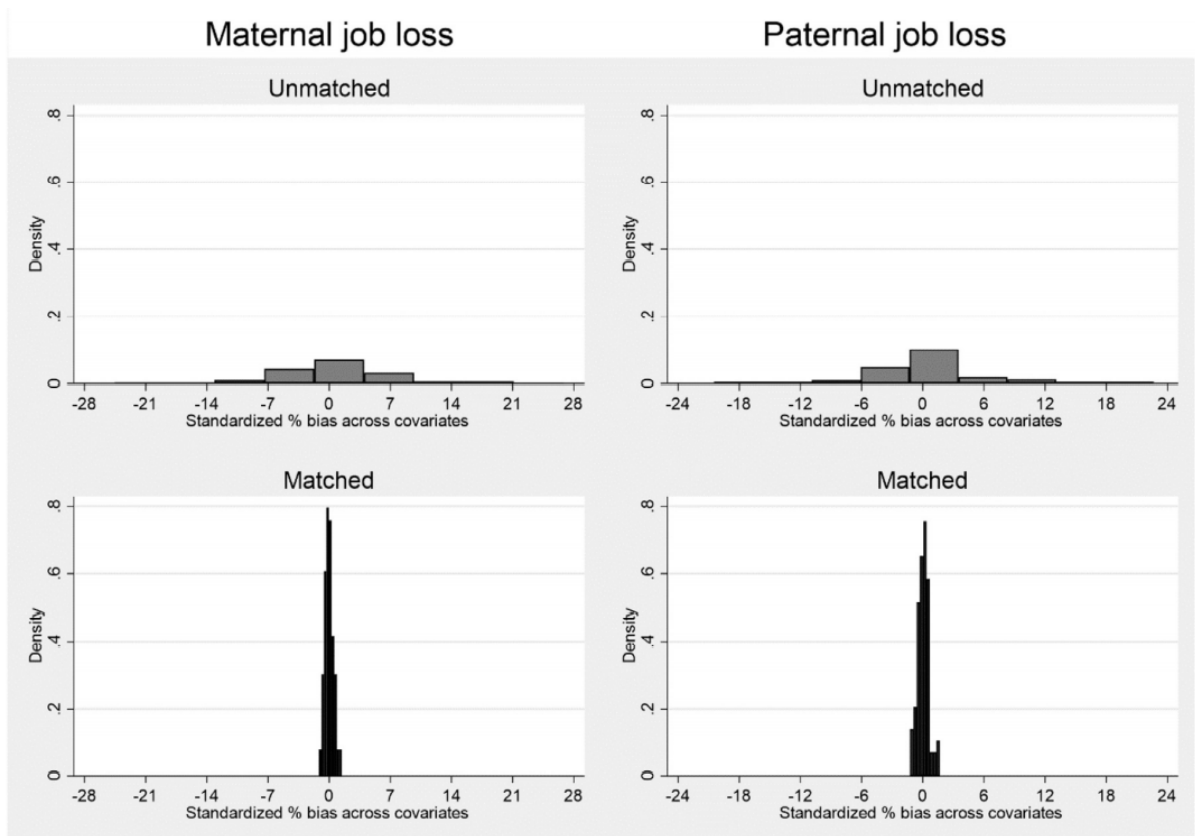 Maternal job loss
Paternal job loss
Unmatched
Density
.8
.6
.4
.2
0
-28 -21 -14 -7 0 7 14 21 28
Standardized % bias across covariates
Unmatched
Density
.8
.6
.4
.2
0
-24 -18 -12 -6 0 6 12 18 24
Standardized % bias across covariates
Matched
Density
.8
.6
.4
.2
0
-28 -21 -14 -7 0 7 14 21 28
Standardized % bias across covariates
Matched
Density
.8
.6
.4
.2
0
-24 -18 -12 -6 0 6 12 18 24
Standardized % bias across covariates